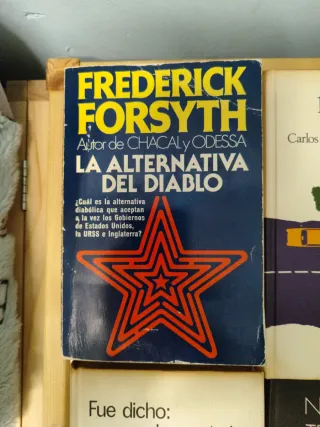 FREDERICK
FORSYTH
Autor de CHACAL y ODESSA
LA ALTERNATIVA
DEL DIABLO
¿Cuál es la alternativa
diabólica que aceptan
a la vez los Gobiernos
de Estados Unidos,
la URSS e Inglaterra?
Carlos
Fue dicho: